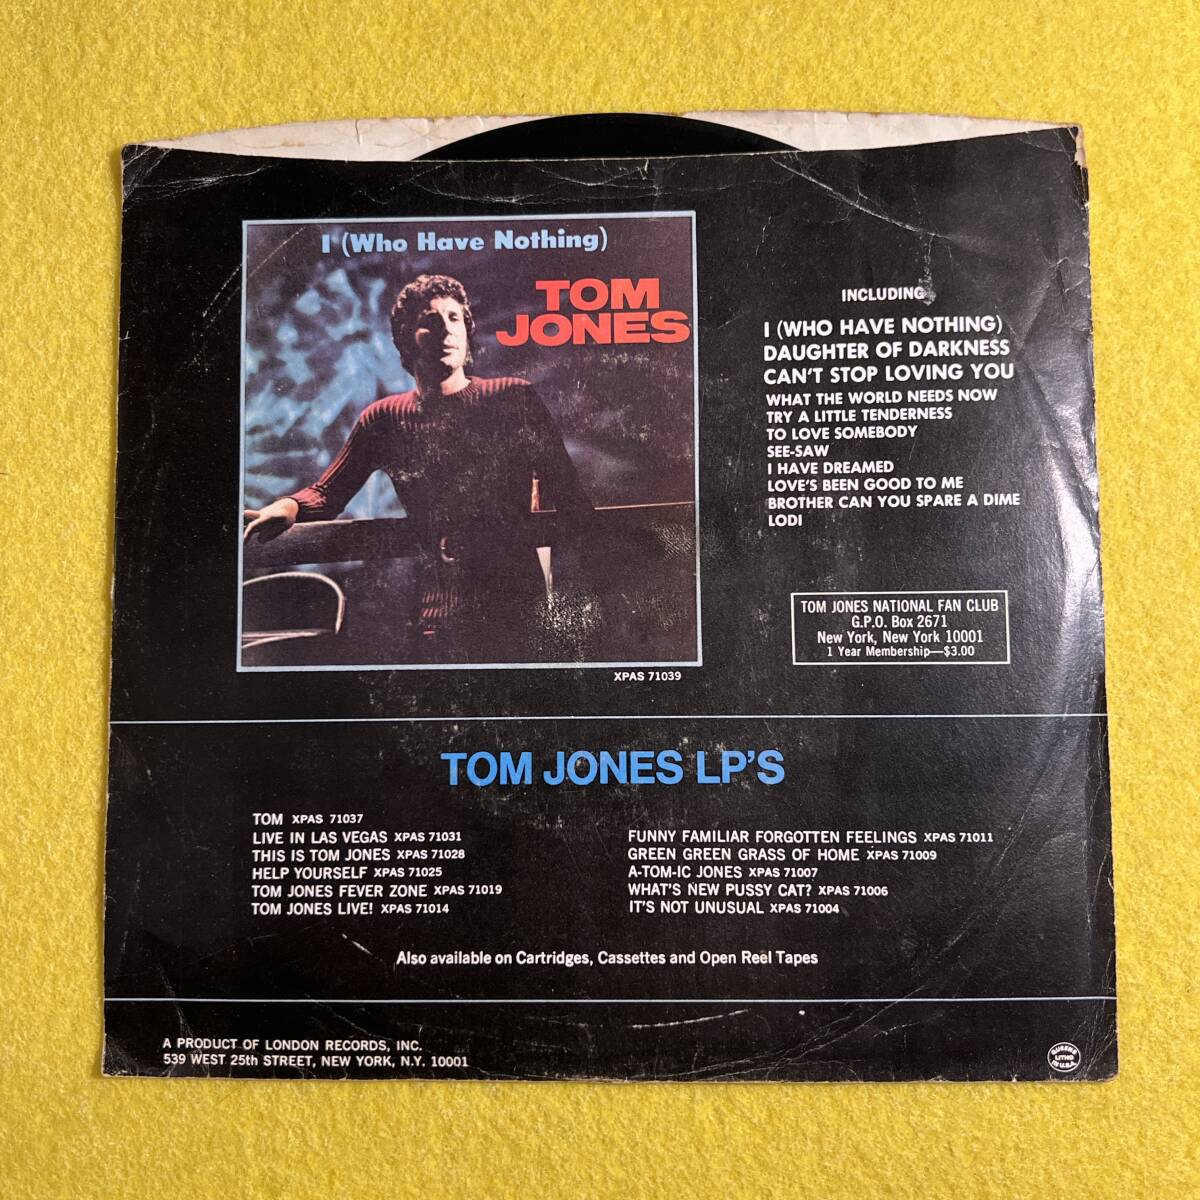 I (Who Have Nothing)
TOM
JONES
XPAS 71039
INCLUDING
I (WHO HAVE NOTHING)
DAUGHTER OF DARKNESS
CAN'T STOP LOVING YOU
WHAT THE WORLD NEEDS NOW
TRY A LITTLE TENDERNESS
TO LOVE SOMEBODY
SEE-SAW
I HAVE DREAMED
LOVE'S BEEN GOOD TO ME
BROTHER CAN YOU SPARE A DIME
LODI
TOM JONES NATIONAL FAN CLUB
G.P.O. Box 2671
New York, New York 10001
1 Year Membership—$3.00
TOM JONES LP'S
TOM XPAS 71037
LIVE IN LAS VEGAS XPAS 71031
THIS IS TOM JONES XPAS 71028
HELP YOURSELF XPAS 71025
TOM JONES FEVER ZONE XPAS 71019
TOM JONES LIVE! XPAS 71014
FUNNY FAMILIAR FORGOTTEN FEELINGS XPAS 71011
GREEN GREEN GRASS OF HOME XPAS 71009
A-TOM-IC JONES XPAS 71007
WHAT'S NEW PUSSY CAT? XPAS 71006
IT'S NOT UNUSUAL XPAS 71004
Also available on Cartridges, Cassettes and Open Reel Tapes
A PRODUCT OF LONDON RECORDS, INC.
539 WEST 25th STREET, NEW YORK, N.Y. 10001
QUEENS
LITHO
IN U.S.A.